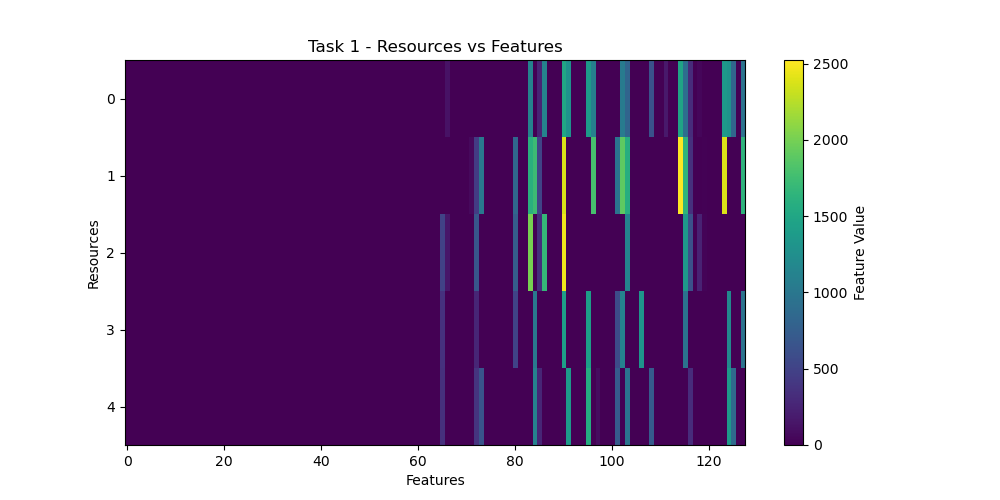 Task 1 - Resources vs Features
Resources
0
1
2
3
4
0 20 40 60 80 100 120
Features
2500
2000
1500
1000
500
0
Feature Value